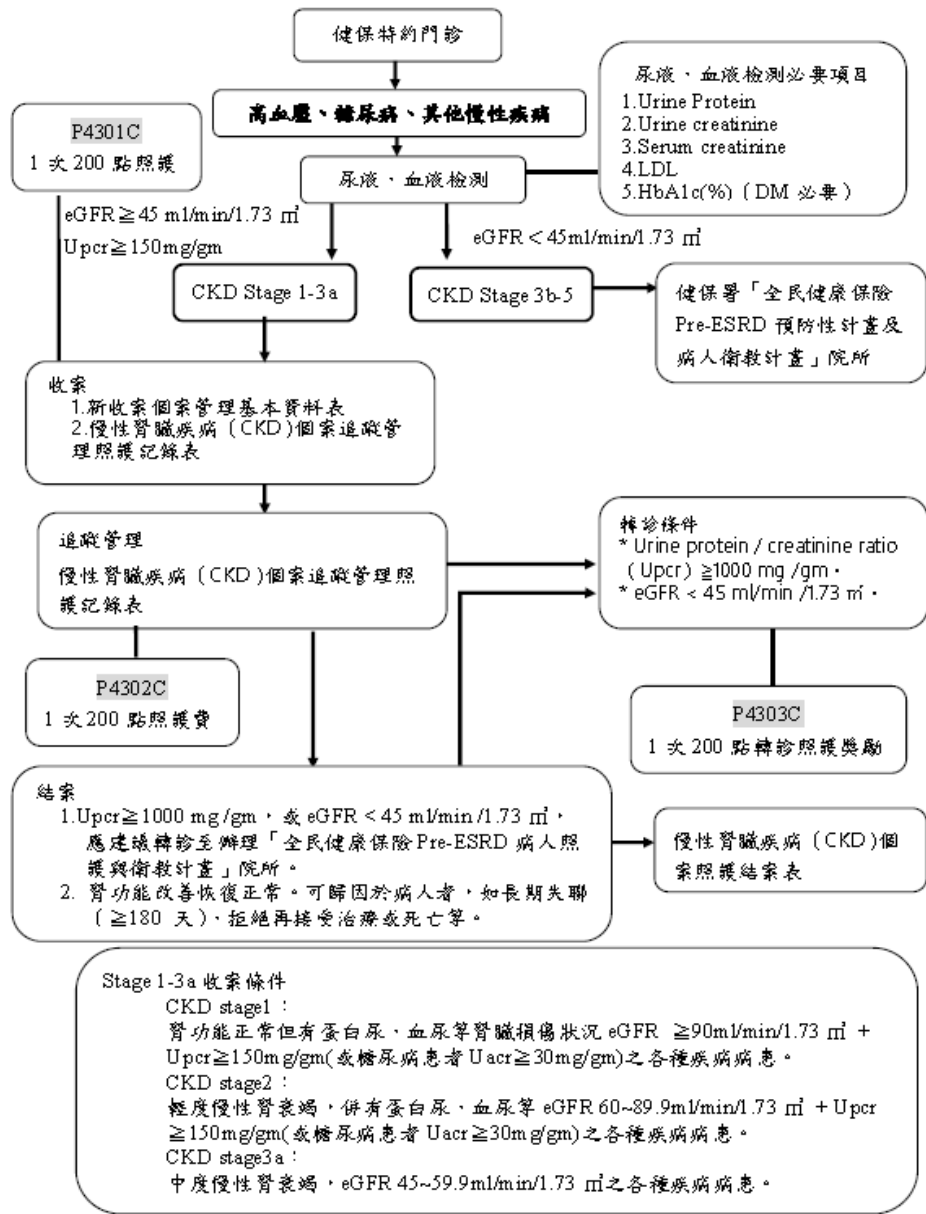 健保特約門診
高血壓、糖尿病、其他慢性疾病
尿液、血液檢測必要項目
1.Urine Protein
2.Urine creatinine
3.Serum creatinine
4.LDL
5.HbA1c(%)（DM 必要）
P4301C
1 次 200 點照護
尿液、血液檢測
eGFR≧45 ml/min/1.73 ㎡
Upcr≧150mg/gm
eGFR＜45ml/min/1.73 ㎡
CKD Stage 1-3a
CKD Stage 3b-5
健保署「全民健康保險
Pre-ESRD 預防性計畫及
病人衛教計畫」院所
收案
1.新收案個案管理基本資料表
2.慢性腎臟疾病（CKD)個案追蹤管
理照護記錄表
追蹤管理
慢性腎臟疾病（CKD)個案追蹤管理照
護記錄表
轉診條件
* Urine protein / creatinine ratio
（Upcr）≧1000 mg /gm．
* eGFR < 45 ml/min /1.73 ㎡．
P4302C
1 次 200 點照護費
P4303C
1 次 200 點轉診照護獎勵
結案
1.Upcr≧1000 mg /gm，或 eGFR＜45 ml/min /1.73 ㎡，
應建議轉診至辦理「全民健康保險 Pre-ESRD 病人照
護與衛教計畫」院所。
2. 腎功能改善恢復正常。可歸因於病人者，如長期失聯
（≧180 天）、拒絕再接受治療或死亡等。
慢性腎臟疾病（CKD)個
案照護結案表
Stage 1-3a 收案條件
CKD stage1：
腎功能正常但有蛋白尿、血尿等腎臟損傷狀況 eGFR ≧90ml/min/1.73 ㎡ +
Upcr≧150mg/gm(或糖尿病患者 Uacr≧30mg/gm)之各種疾病病患。
CKD stage2：
輕度慢性腎衰竭，併有蛋白尿、血尿等 eGFR 60~89.9ml/min/1.73 ㎡ + Upcr
≧150mg/gm(或糖尿病患者 Uacr≧30mg/gm)之各種疾病病患。
CKD stage3a：
中度慢性腎衰竭，eGFR 45~59.9ml/min/1.73 ㎡之各種疾病病患。